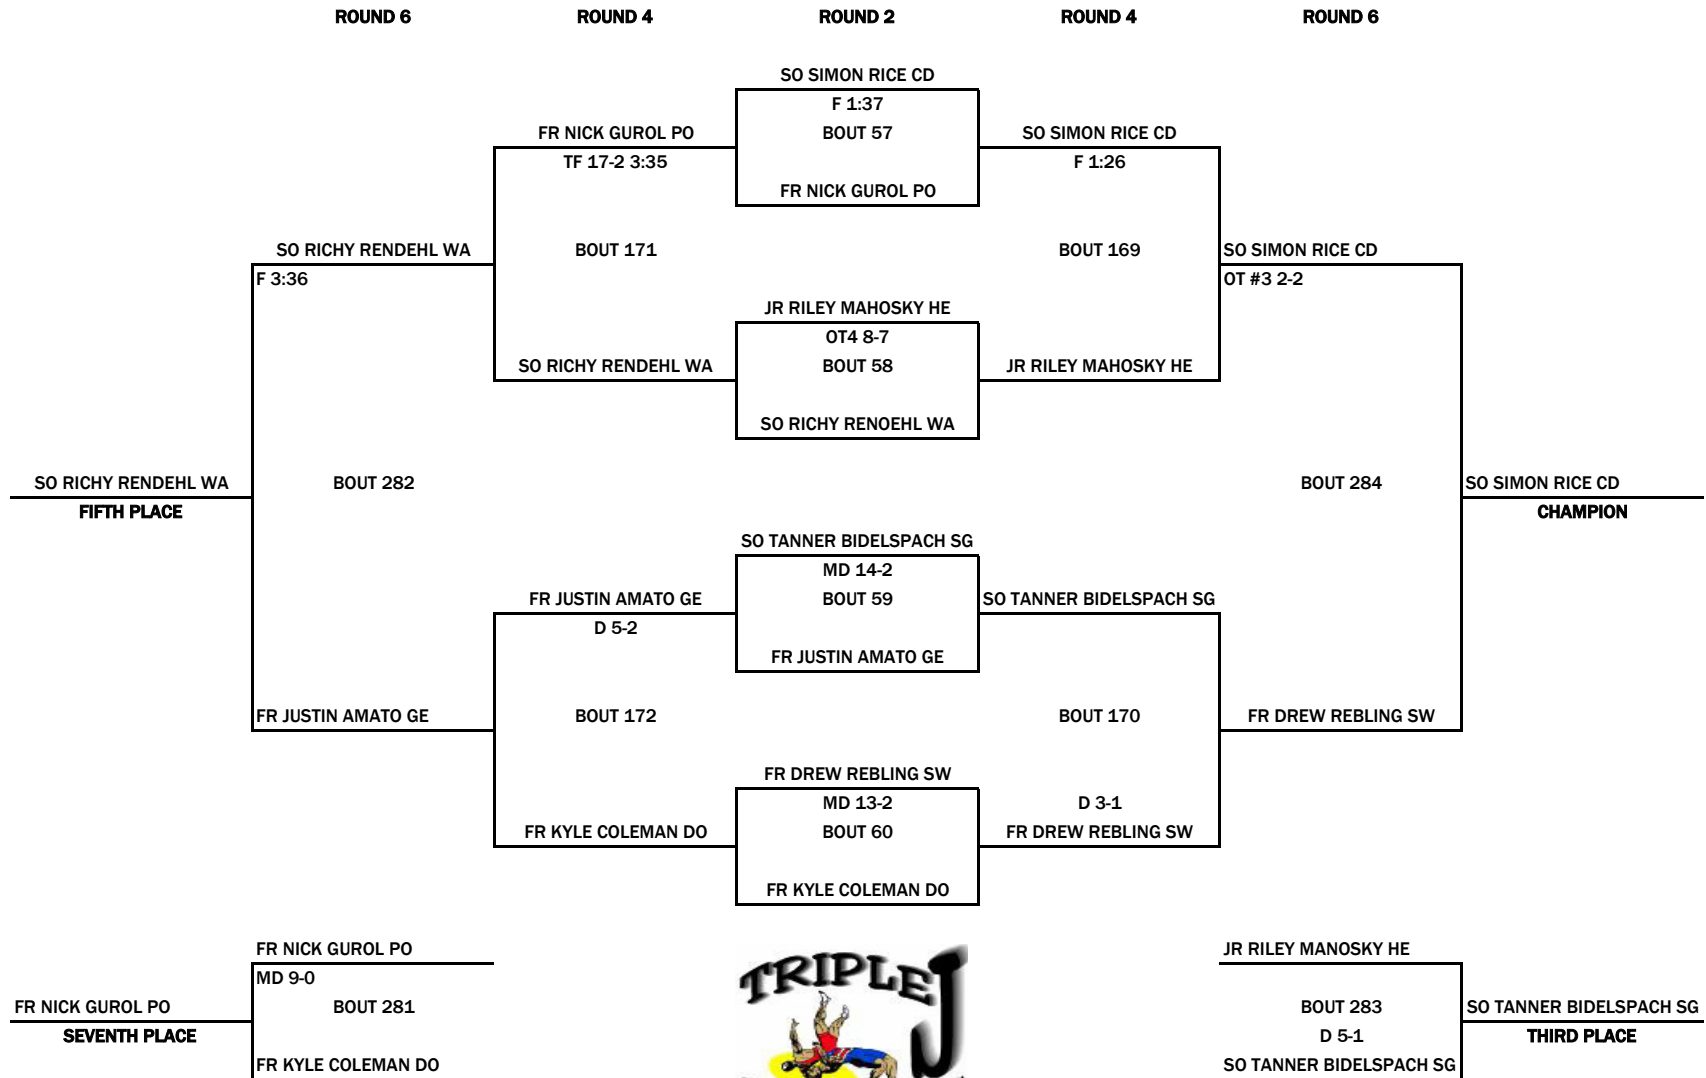 ROUND 6 ROUND 4 ROUND 2 ROUND 4 ROUND 6
SO SIMON RICE CD
F 1:37
FR NICK GUROL PO BOUT 57 SO SIMON RICE CD
TF 17-2 3:35 F 1:26
FR NICK GUROL PO
SO RICHY RENDEHL WA BOUT 171 BOUT 169 SO SIMON RICE CD
F 3:36 OT #3 2-2
JR RILEY MAHOSKY HE
OT4 8-7
SO RICHY RENDEHL WA BOUT 58 JR RILEY MAHOSKY HE
SO RICHY RENOEHL WA
SO RICHY RENDEHL WA BOUT 282 BOUT 284 SO SIMON RICE CD
FIFTH PLACE CHAMPION
SO TANNER BIDELSPACH SG
MD 14-2
FR JUSTIN AMATO GE BOUT 59 SO TANNER BIDELSPACH SG
D 5-2
FR JUSTIN AMATO GE
FR JUSTIN AMATO GE BOUT 172 BOUT 170 FR DREW REBLING SW
FR DREW REBLING SW
MD 13-2 D 3-1
FR KYLE COLEMAN DO BOUT 60 FR DREW REBLING SW
FR KYLE COLEMAN DO
FR NICK GUROL PO JR RILEY MANOSKY HE
MD 9-0
TRIPLE J
FR NICK GUROL PO BOUT 281 BOUT 283 SO TANNER BIDELSPACH SG
SEVENTH PLACE D 5-1 THIRD PLACE
FR KYLE COLEMAN DO SO TANNER BIDELSPACH SG